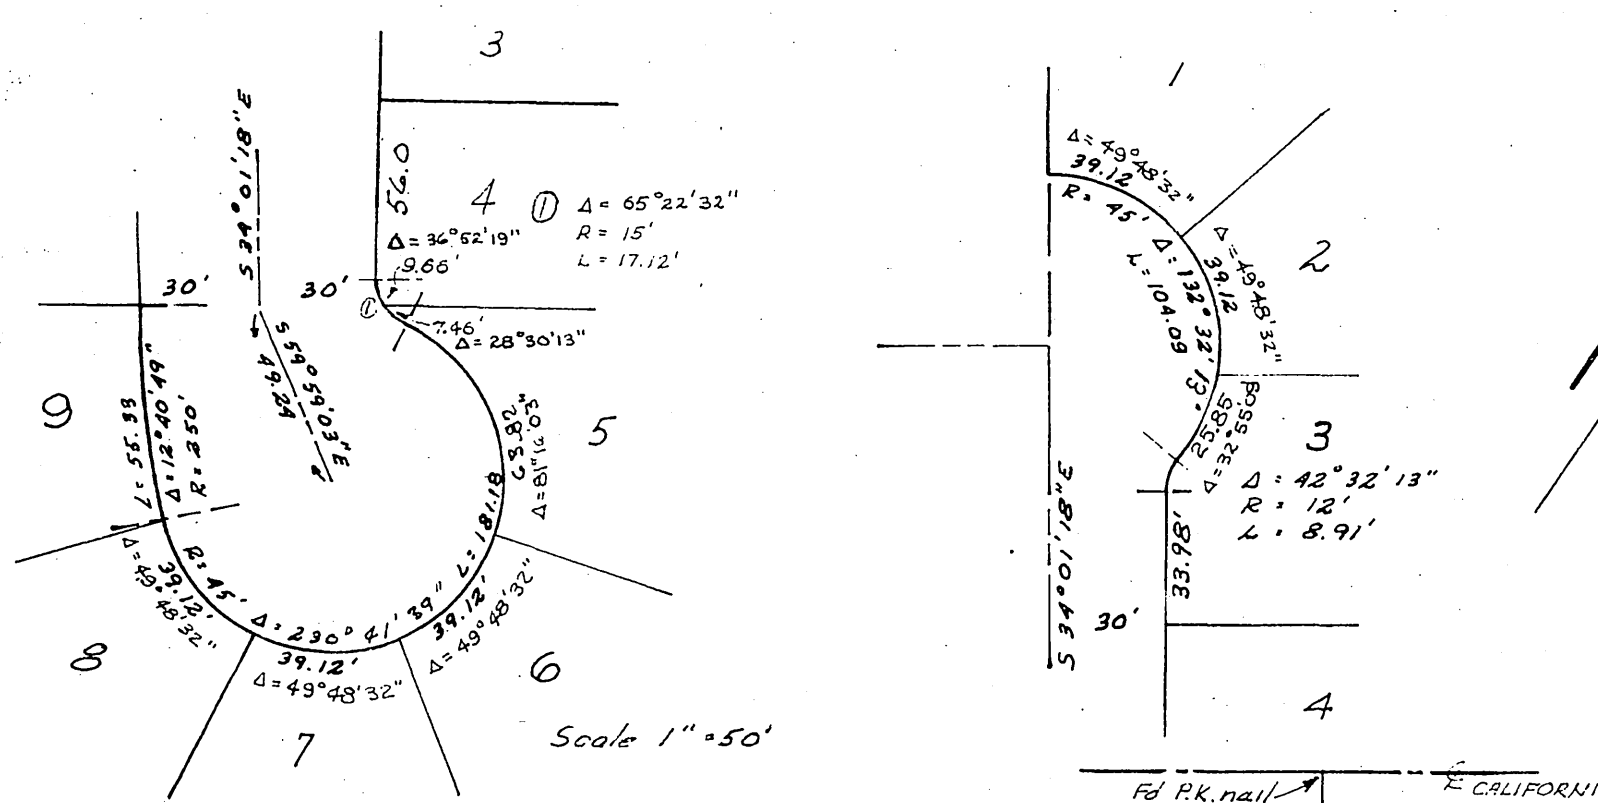 3
56.0
4
① Δ = 65°22'32"
R = 15'
L = 17.12'
Δ = 36°52'19"
9.66'
S 34°01'18" E
30'
30'
①
7.46'
Δ = 28°30'13"
S 59°59'03" E
49.29
9
L = 55.33
Δ = 12°40'49"
R = 250'
63.82
Δ = 81°16'03"
5
L = 181.18
R = 45'
Δ = 230° 41' 39"
39.12'
Δ = 49°48'32"
39.12'
Δ = 49°48'32"
39.12'
Δ = 49°48'32"
8
6
7
Scale 1" = 50'
1
Δ = 49°48'32"
39.12
R = 45'
Δ = 132° 32' 13"
L = 104.09
39.12
Δ = 49°48'32"
2
25.85
Δ = 32°55'09
3
Δ = 42°32'13"
R = 12'
L = 8.91'
33.98'
S 34°01'18" E
30'
4
Fd P.K. nail
℄ CALIFORNI